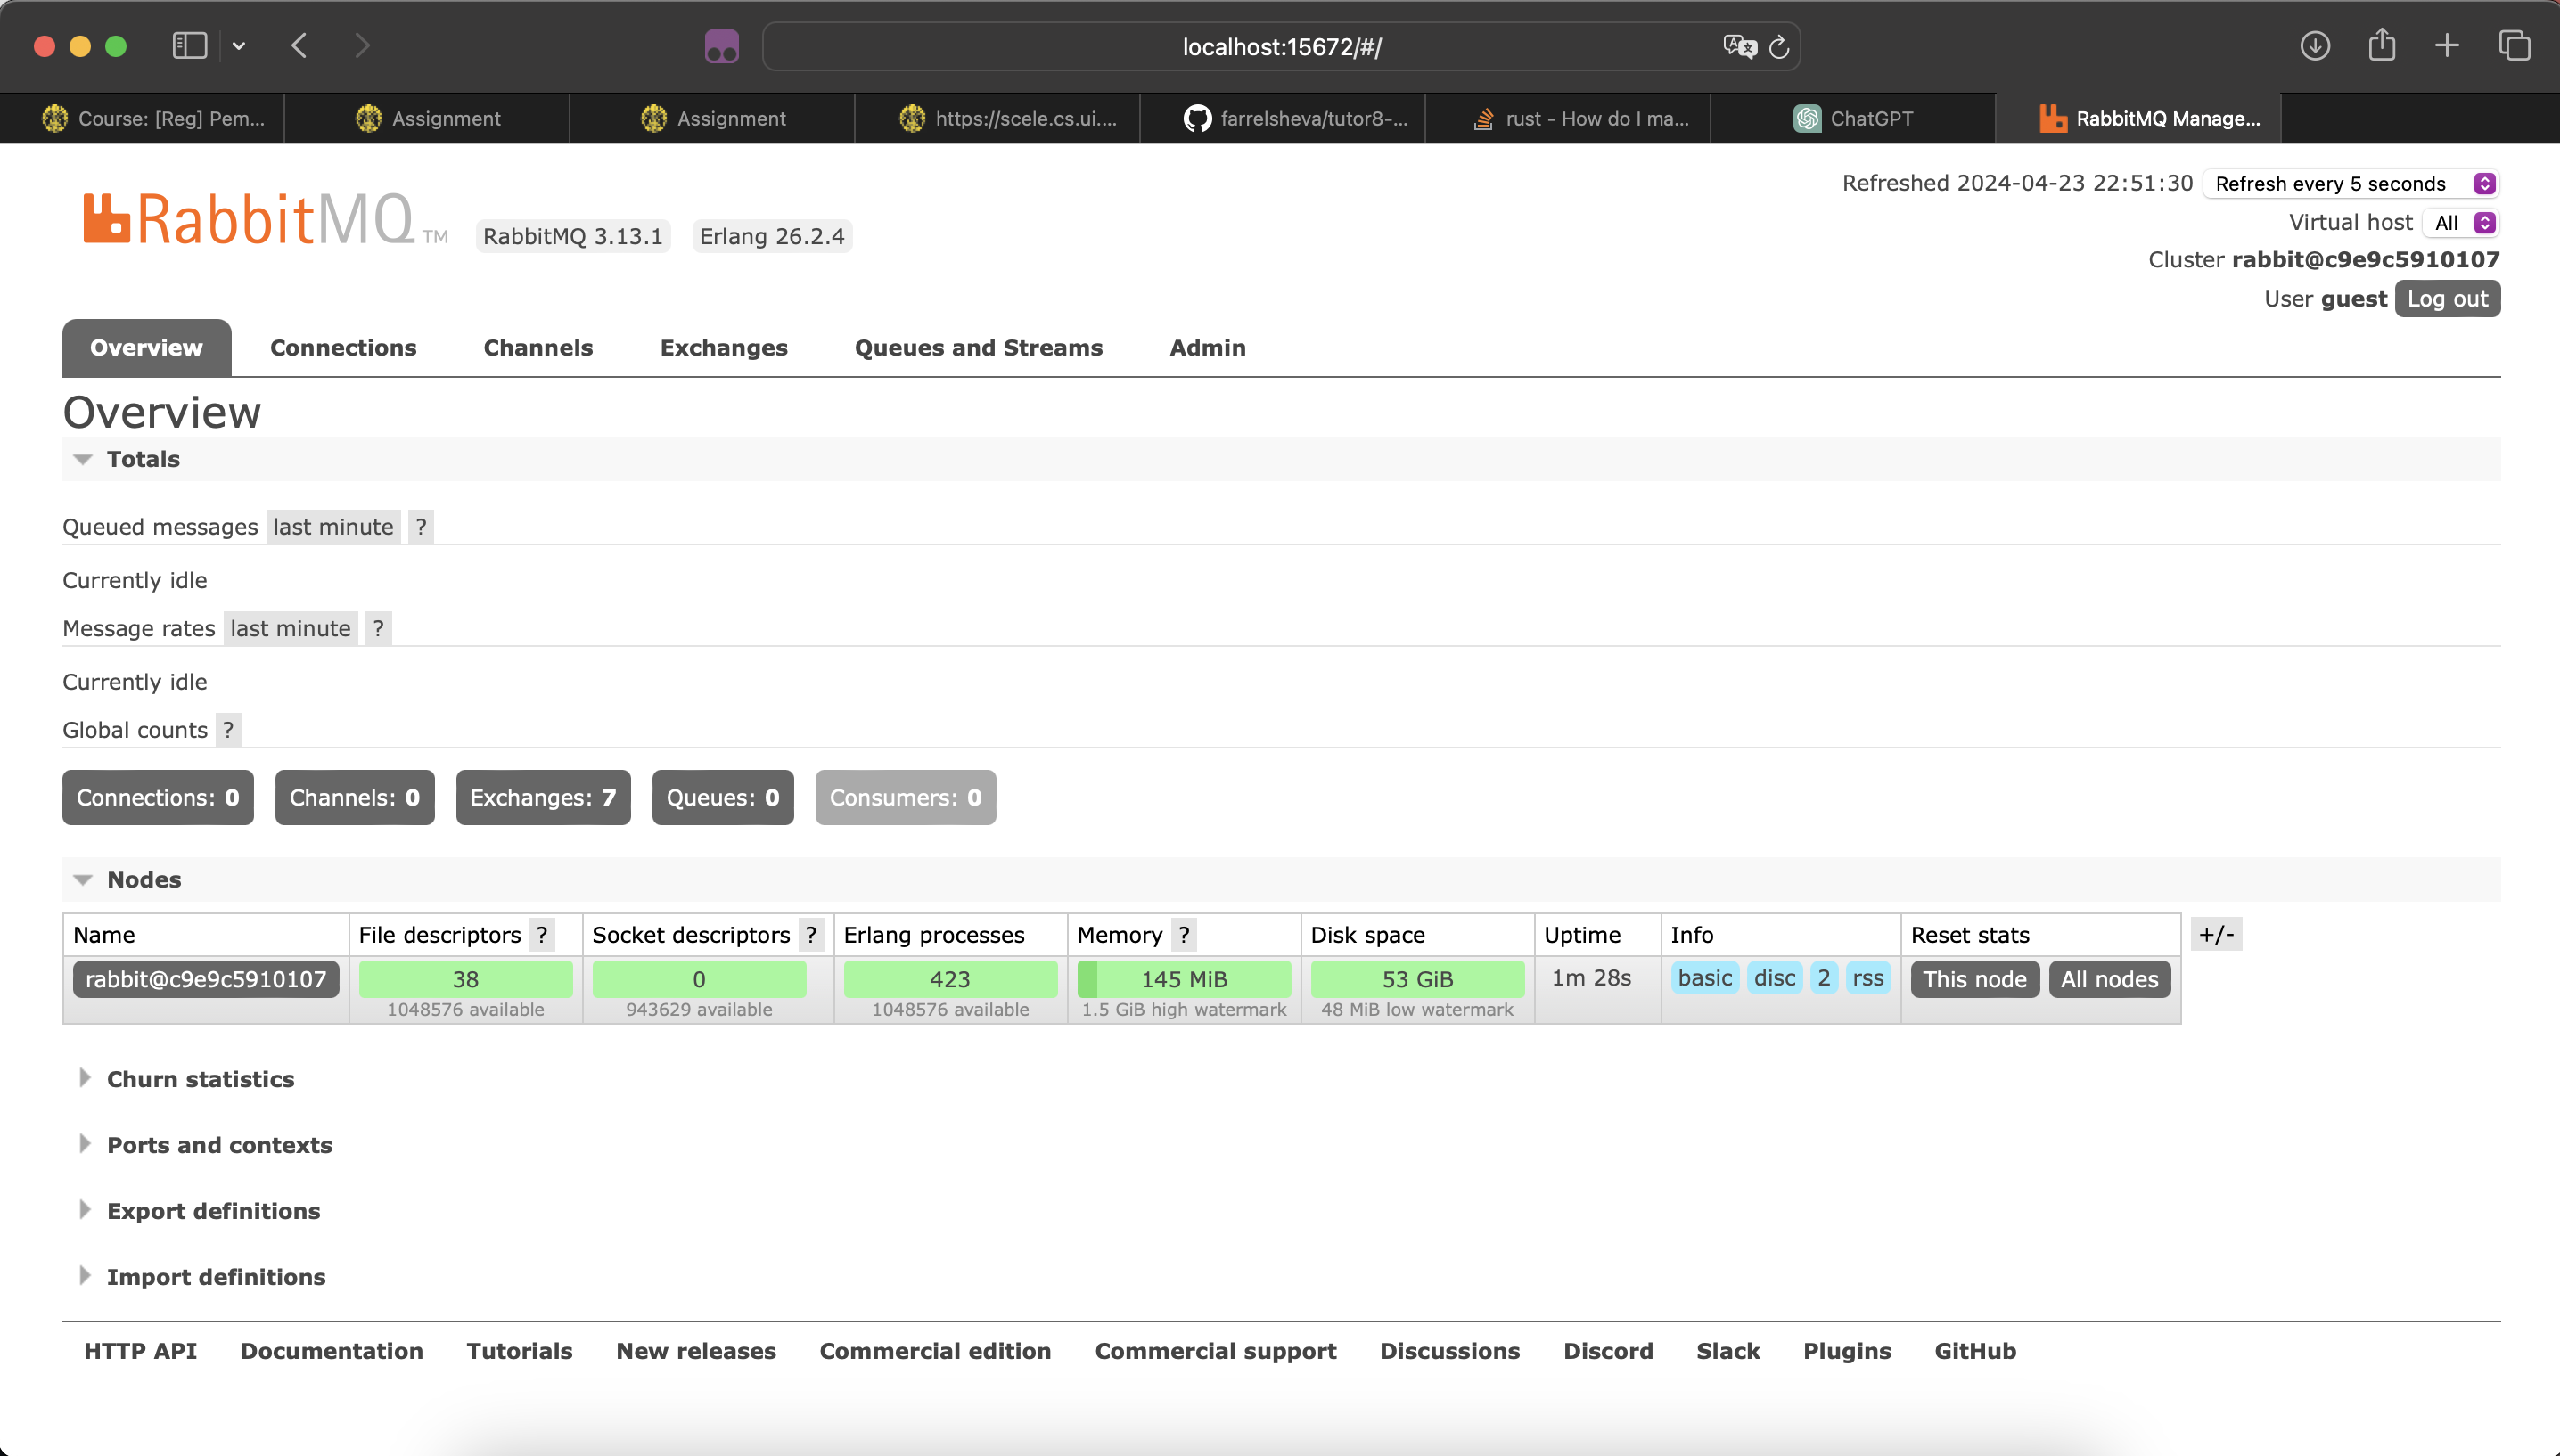 localhost:15672/#/
Course: [Reg] Pem...
Assignment
Assignment
https://scele.cs.ui....
farrelsheva/tutor8-...
rust - How do I ma...
ChatGPT
RabbitMQ Manage...
RabbitMQ TM
RabbitMQ 3.13.1
Erlang 26.2.4
Refreshed 2024-04-23 22:51:30 Refresh every 5 seconds
Virtual host All
Cluster rabbit@c9e9c5910107
User guest Log out
Overview Connections Channels Exchanges Queues and Streams Admin
Overview
Totals
Queued messages last minute ?
Currently idle
Message rates last minute ?
Currently idle
Global counts ?
Connections: 0 Channels: 0 Exchanges: 7 Queues: 0 Consumers: 0
Nodes
Name File descriptors ? Socket descriptors ? Erlang processes Memory ? Disk space Uptime Info Reset stats +/-
rabbit@c9e9c5910107 38 0 423 145 MiB 53 GiB 1m 28s basic disc 2 rss This node All nodes
1048576 available 943629 available 1048576 available 1.5 GiB high watermark 48 MiB low watermark
Churn statistics
Ports and contexts
Export definitions
Import definitions
HTTP API Documentation Tutorials New releases Commercial edition Commercial support Discussions Discord Slack Plugins GitHub